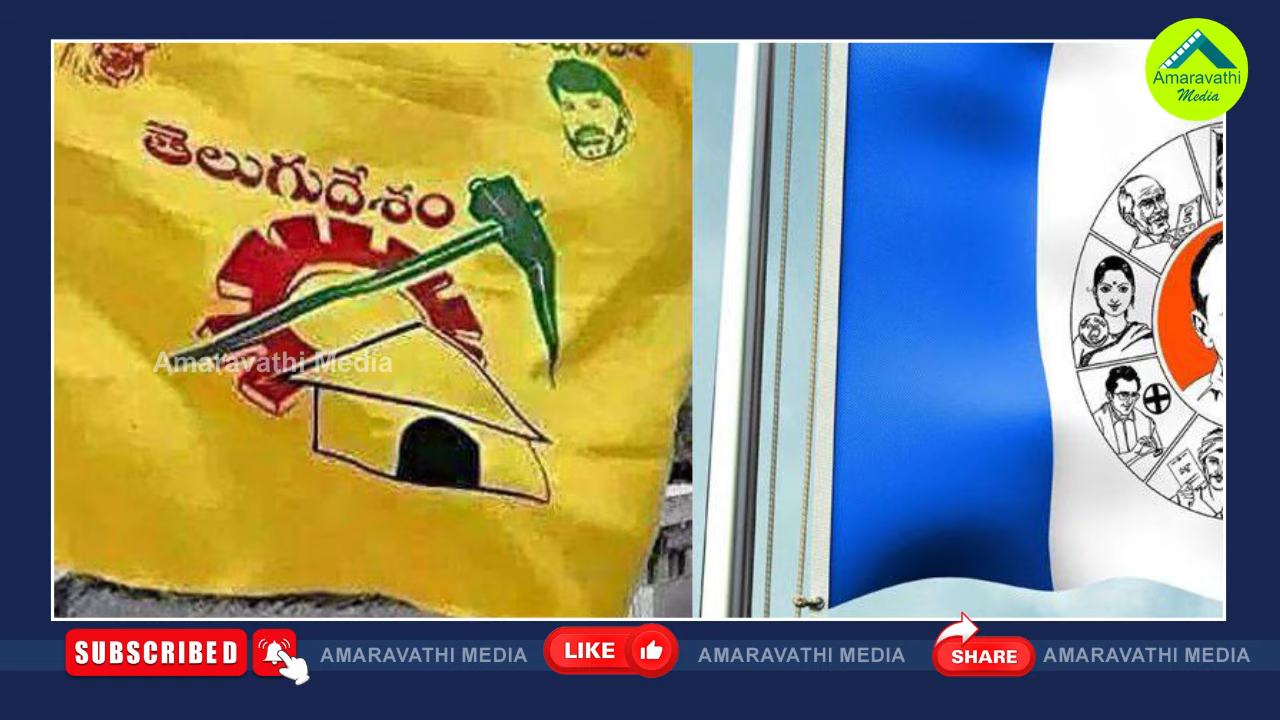 Amaravathi
Media
తెలుగుదేశం
Amaravathi Media
SUBSCRIBED
AMARAVATHI MEDIA
LIKE
AMARAVATHI MEDIA
SHARE
AMARAVATHI MEDIA